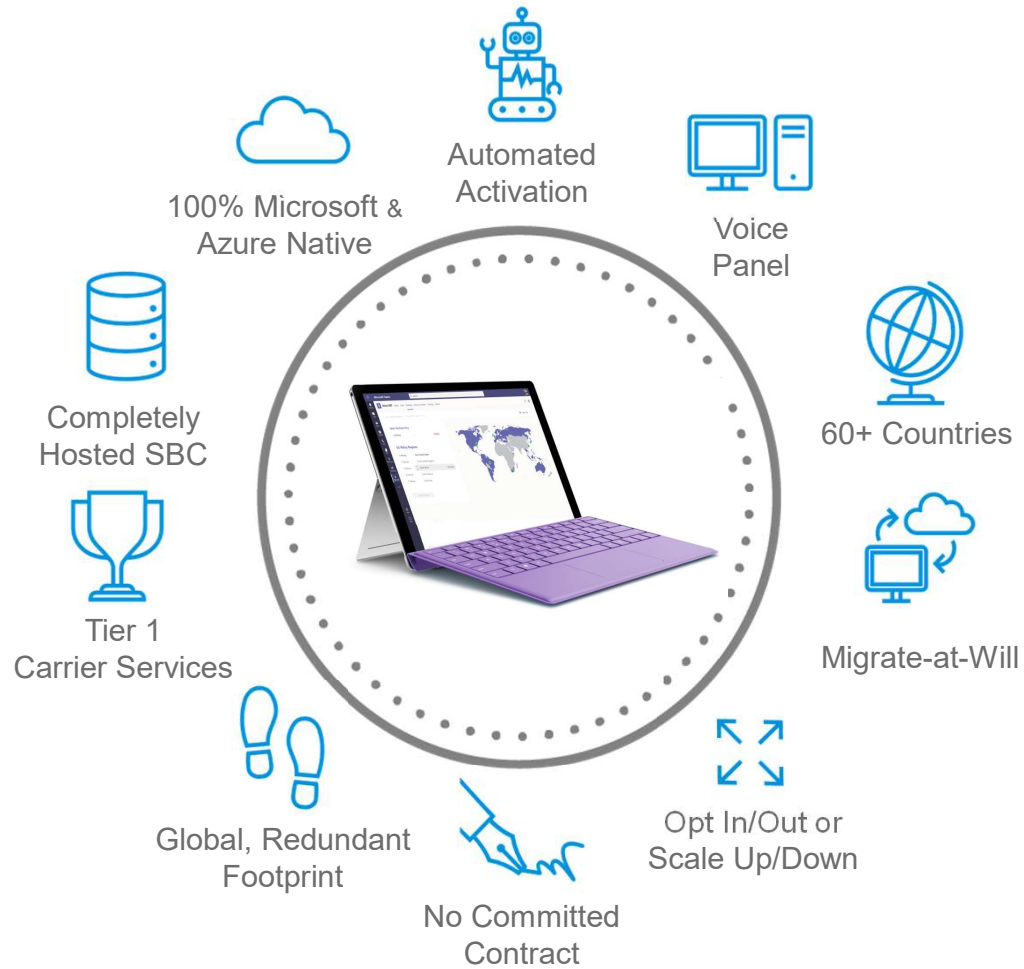 Automated
Activation
Voice
Panel
60+ Countries
Migrate-at-Will
Opt In/Out or
Scale Up/Down
No Committed
Contract
Global, Redundant
Footprint
Tier 1
Carrier Services
Completely
Hosted SBC
100% Microsoft &
Azure Native